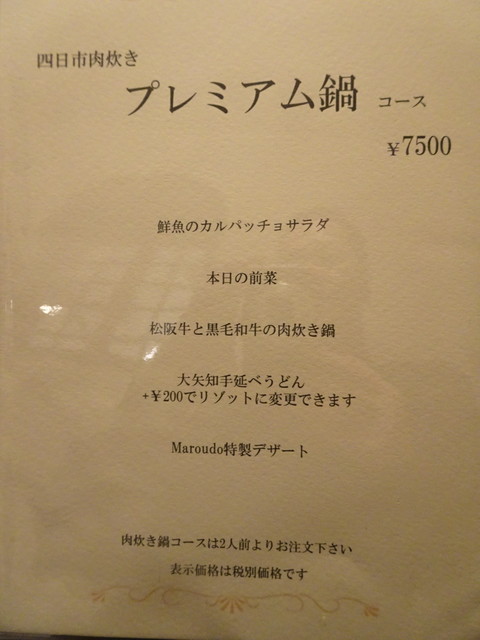 四日市肉炊き
プレミアム鍋 コース
¥7500
鮮魚のカルパッチョサラダ
本日の前菜
松阪牛と黒毛和牛の肉炊き鍋
大矢知手延べうどん
+¥200でリゾットに変更できます
Maroudo特製デザート
肉炊き鍋コースは2人前よりお注文下さい
表示価格は税別価格です